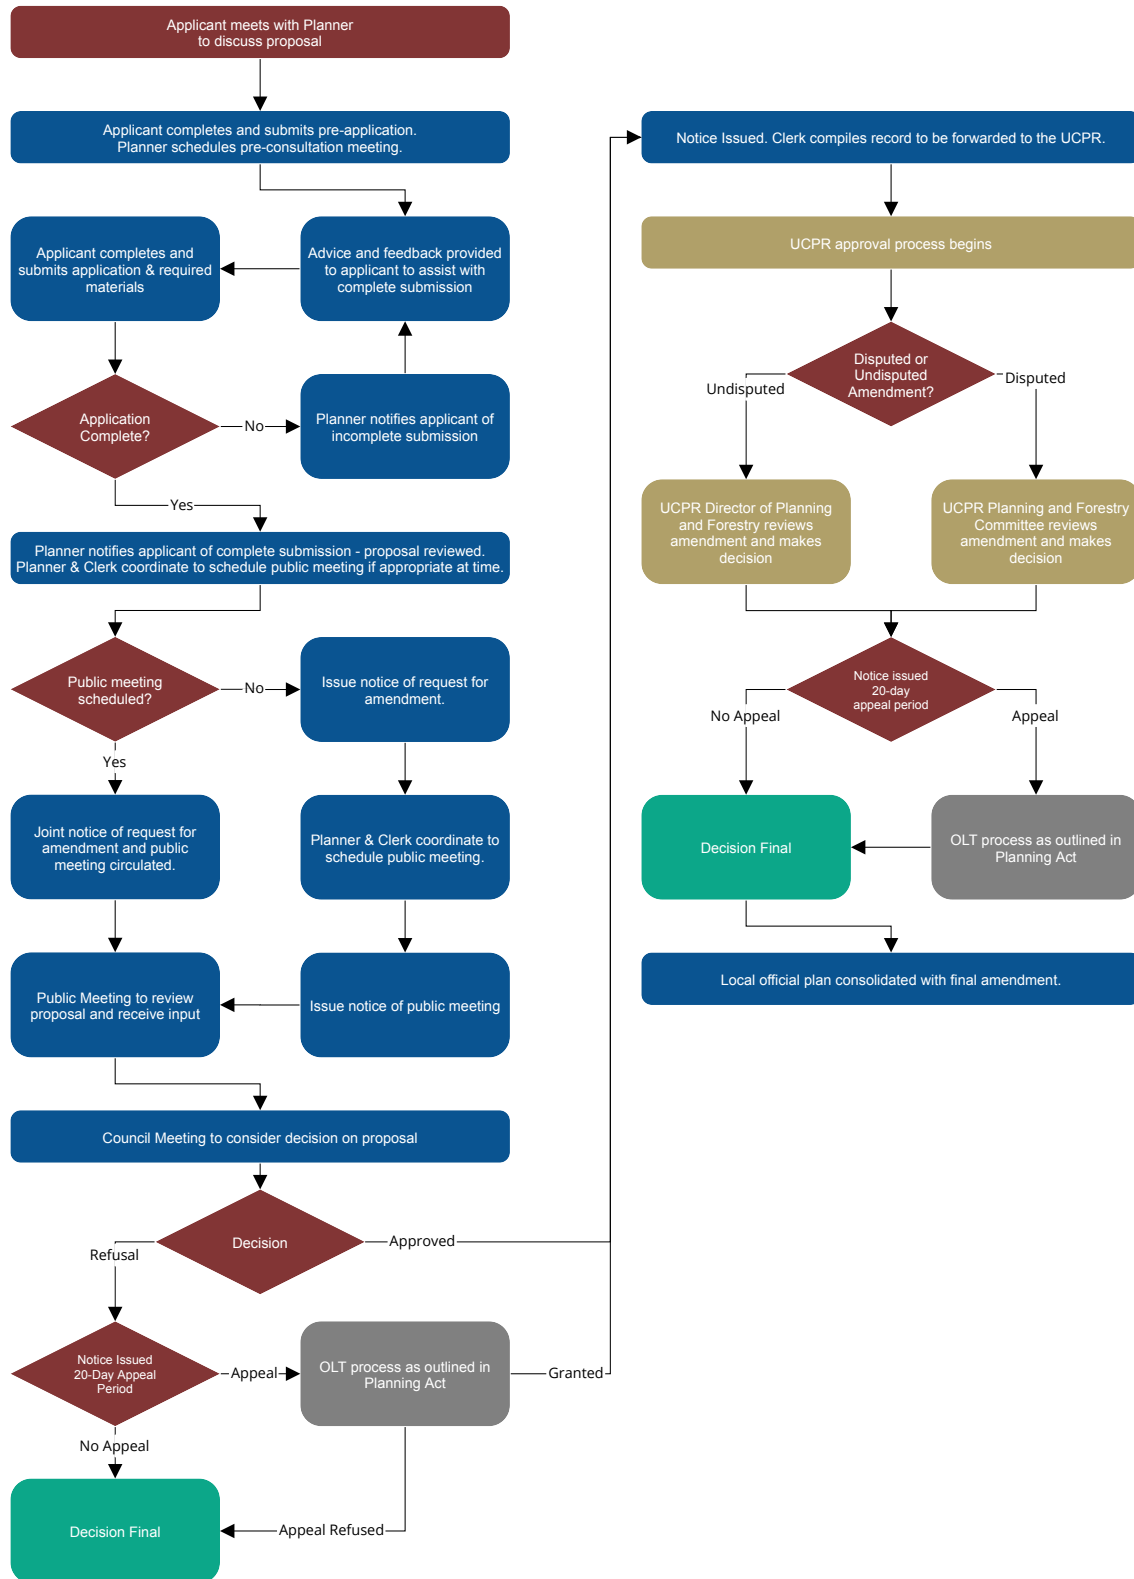 Applicant meets with Planner
to discuss proposal
Applicant completes and submits pre-application.
Planner schedules pre-consultation meeting.
Applicant completes and
submits application & required
materials
Advice and feedback provided
to applicant to assist with
complete submission
Application
Complete?
No
Planner notifies applicant of
incomplete submission
Yes
Planner notifies applicant of complete submission - proposal reviewed.
Planner & Clerk coordinate to schedule public meeting if appropriate at time.
Public meeting
scheduled?
No
Issue notice of request for
amendment.
Yes
Joint notice of request for
amendment and public
meeting circulated.
Planner & Clerk coordinate to
schedule public meeting.
Public Meeting to review
proposal and receive input
Issue notice of public meeting
Council Meeting to consider decision on proposal
Decision
Approved
Refusal
Notice Issued
20-Day Appeal
Period
Appeal
OLT process as outlined in
Planning Act
Granted
No Appeal
Decision Final
Appeal Refused
Notice Issued. Clerk compiles record to be forwarded to the UCPR.
UCPR approval process begins
Disputed or
Undisputed
Amendment?
Undisputed
Disputed
UCPR Director of Planning
and Forestry reviews
amendment and makes
decision
UCPR Planning and Forestry
Committee reviews
amendment and makes
decision
Notice issued
20-day
appeal period
No Appeal
Appeal
Decision Final
OLT process as outlined in
Planning Act
Local official plan consolidated with final amendment.